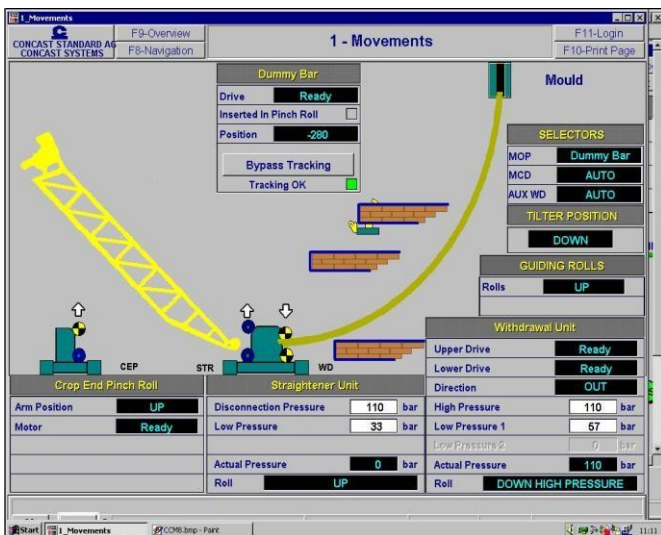 1_Movements
CONCAST STANDARD AG
CONCAST SYSTEMS
F9-Overview
F8-Navigation
1 - Movements
F11-Login
F10-Print Page
Dummy Bar
Drive Ready
Inserted In Pinch Roll
Position -280
Bypass Tracking
Tracking OK
Mould
SELECTORS
MOP Dummy Bar
MCD AUTO
AUX WD AUTO
TILTER POSITION
DOWN
GUIDING ROLLS
Rolls UP
CEP
STR
WD
Crop End Pinch Roll
Arm Position UP
Motor Ready
Straightener Unit
Disconnection Pressure 110 bar
Low Pressure 33 bar
Actual Pressure 0 bar
Roll UP
Withdrawal Unit
Upper Drive Ready
Lower Drive Ready
Direction OUT
High Pressure 110 bar
Low Pressure 1 57 bar
Low Pressure 2 0 bar
Actual Pressure 110 bar
Roll DOWN HIGH PRESSURE
Start
1_Movements
CCM8.bmp - Paint
11:11